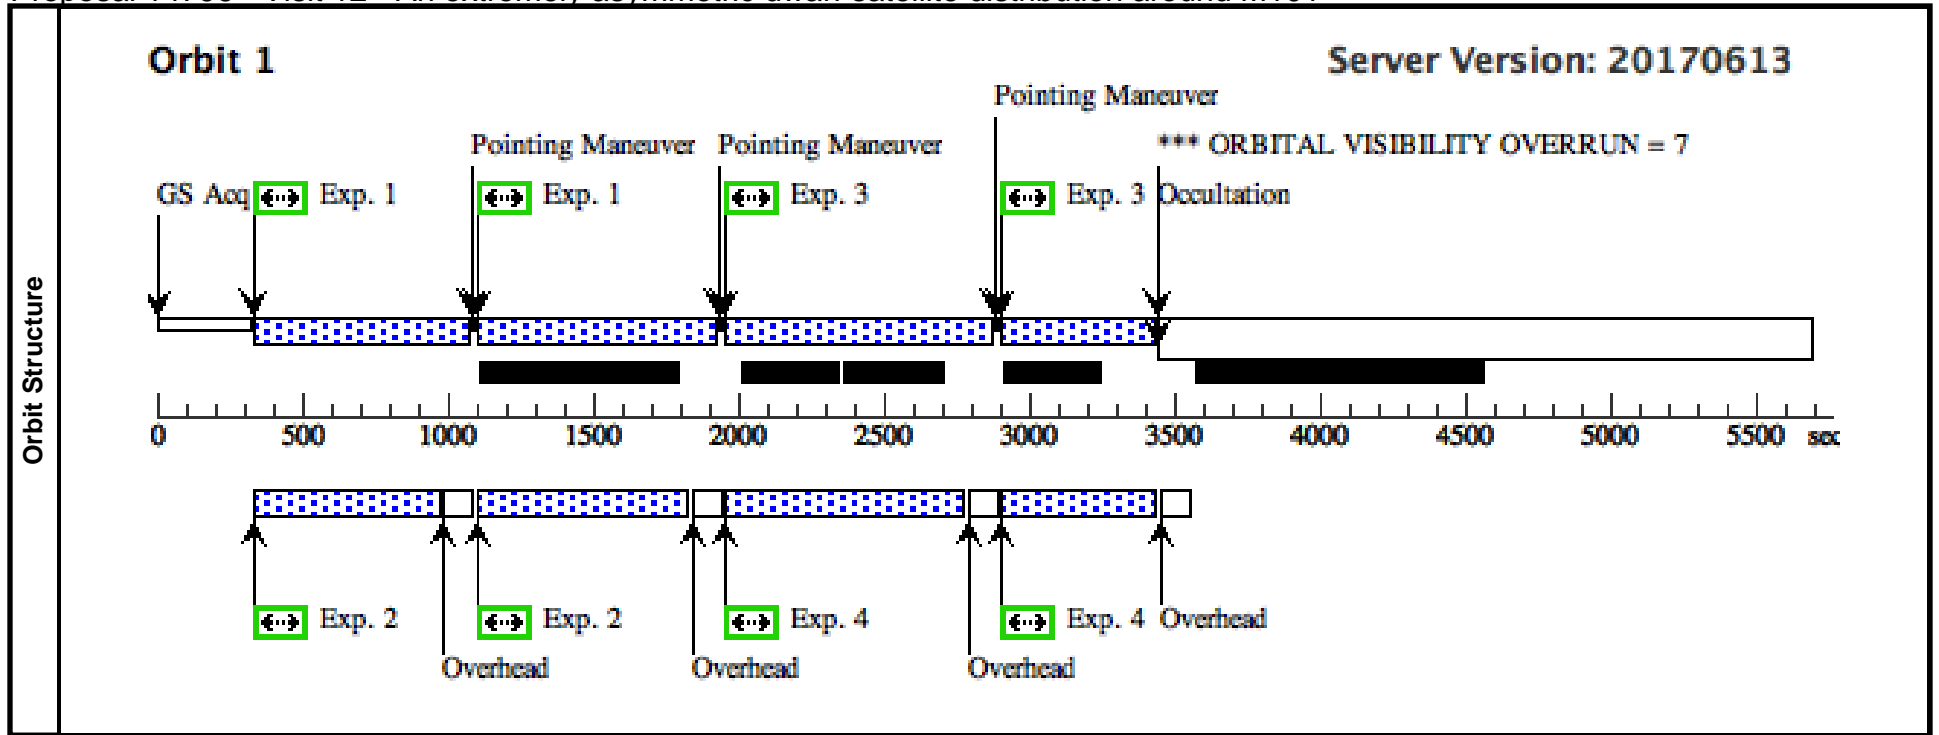 Orbit 1
Server Version: 20170613
Pointing Maneuver
Pointing Maneuver Pointing Maneuver *** ORBITAL VISIBILITY OVERRUN = 7
GS Acq Exp. 1 Exp. 1 Exp. 3 Exp. 3 Occultation
Orbit Structure
0 500 1000 1500 2000 2500 3000 3500 4000 4500 5000 5500 sec
Exp. 2 Exp. 2 Exp. 4 Exp. 4 Overhead
Overhead Overhead Overhead